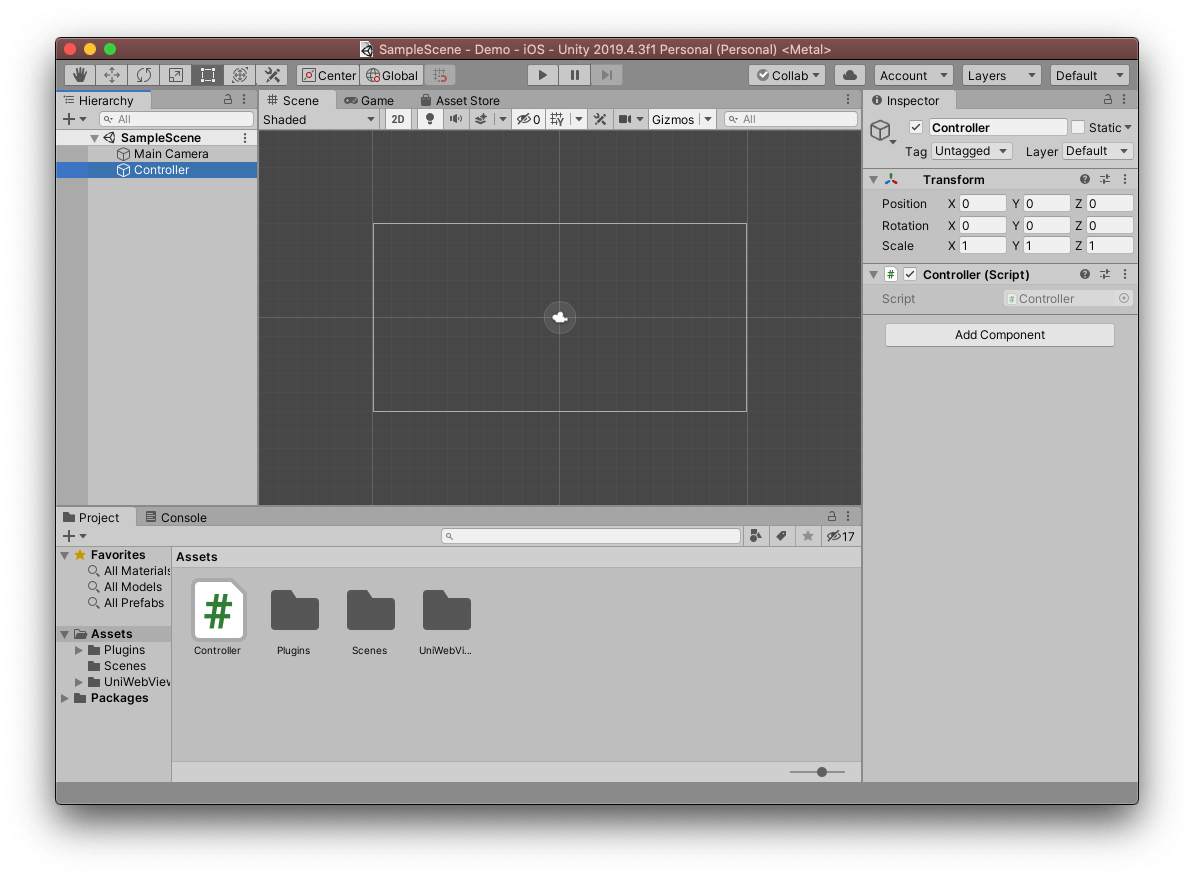 SampleScene - Demo - iOS - Unity 2019.4.3f1 Personal (Personal) <Metal>
Center Global Collab Account Layers Default
Hierarchy
All
SampleScene
Main Camera
Controller
Scene Game Asset Store
Shaded 2D 0 Gizmos All
Inspector
Controller Static
Tag Untagged Layer Default
Transform
Position X 0 Y 0 Z 0
Rotation X 0 Y 0 Z 0
Scale X 1 Y 1 Z 1
# Controller (Script)
Script # Controller
Add Component
Project Console
17
Favorites
All Materials
All Models
All Prefabs
Assets
Plugins
Scenes
UniWebView
Packages
Assets
#
Controller Plugins Scenes UniWebVi...